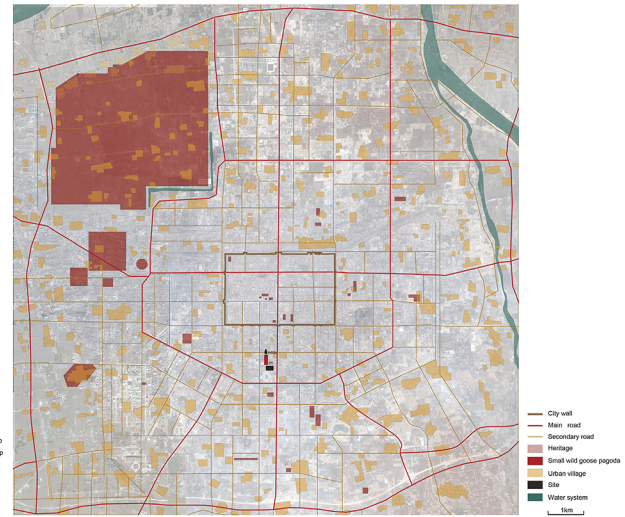 City wall
Main road
Secondary road
Heritage
Small wild goose pagoda
Urban village
Site
Water system
1km